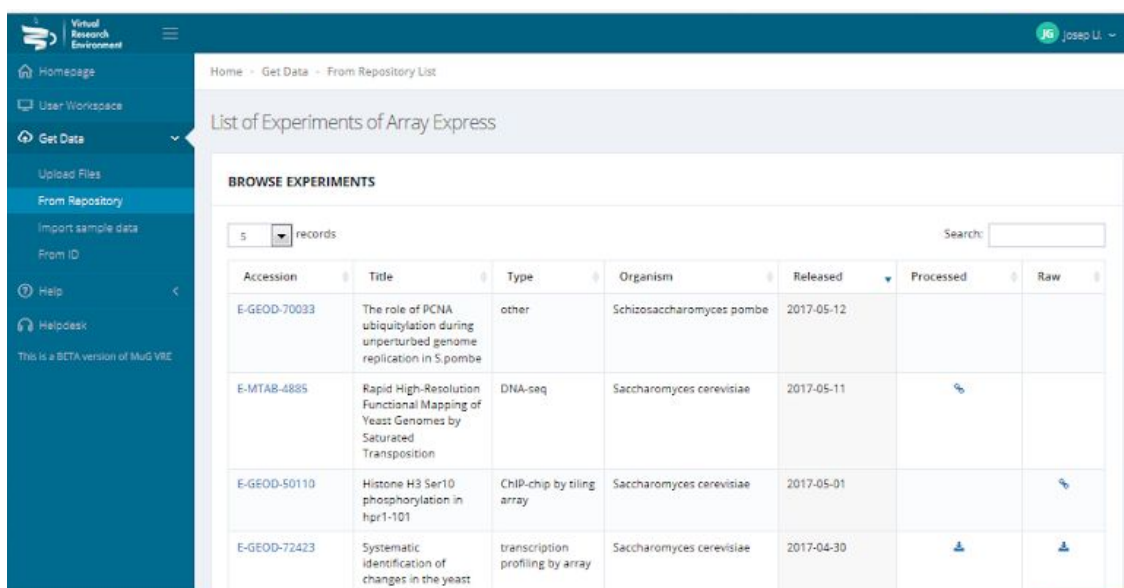 Virtual
Research
Environment
JG Josep Ll.
Homepage
User Workspace
Get Data
Upload Files
From Repository
Import sample data
From ID
Help
Helpdesk
This is a BETA version of MuG VRE
Home - Get Data - From Repository List
List of Experiments of Array Express
BROWSE EXPERIMENTS
5 records
Search:
Accession Title Type Organism Released Processed Raw
E-GEOD-70033 The role of PCNA other Schizosaccharomyces pombe 2017-05-12
ubiquitylation during
unperturbed genome
replication in S.pombe
E-MTAB-4885 Rapid High-Resolution DNA-seq Saccharomyces cerevisiae 2017-05-11
Functional Mapping of
Yeast Genomes by
Saturated
Transposition
E-GEOD-50110 Histone H3 Ser10 ChIP-chip by tiling Saccharomyces cerevisiae 2017-05-01
phosphorylation in array
hpr1-101
E-GEOD-72423 Systematic transcription Saccharomyces cerevisiae 2017-04-30
identification of profiling by array
changes in the yeast